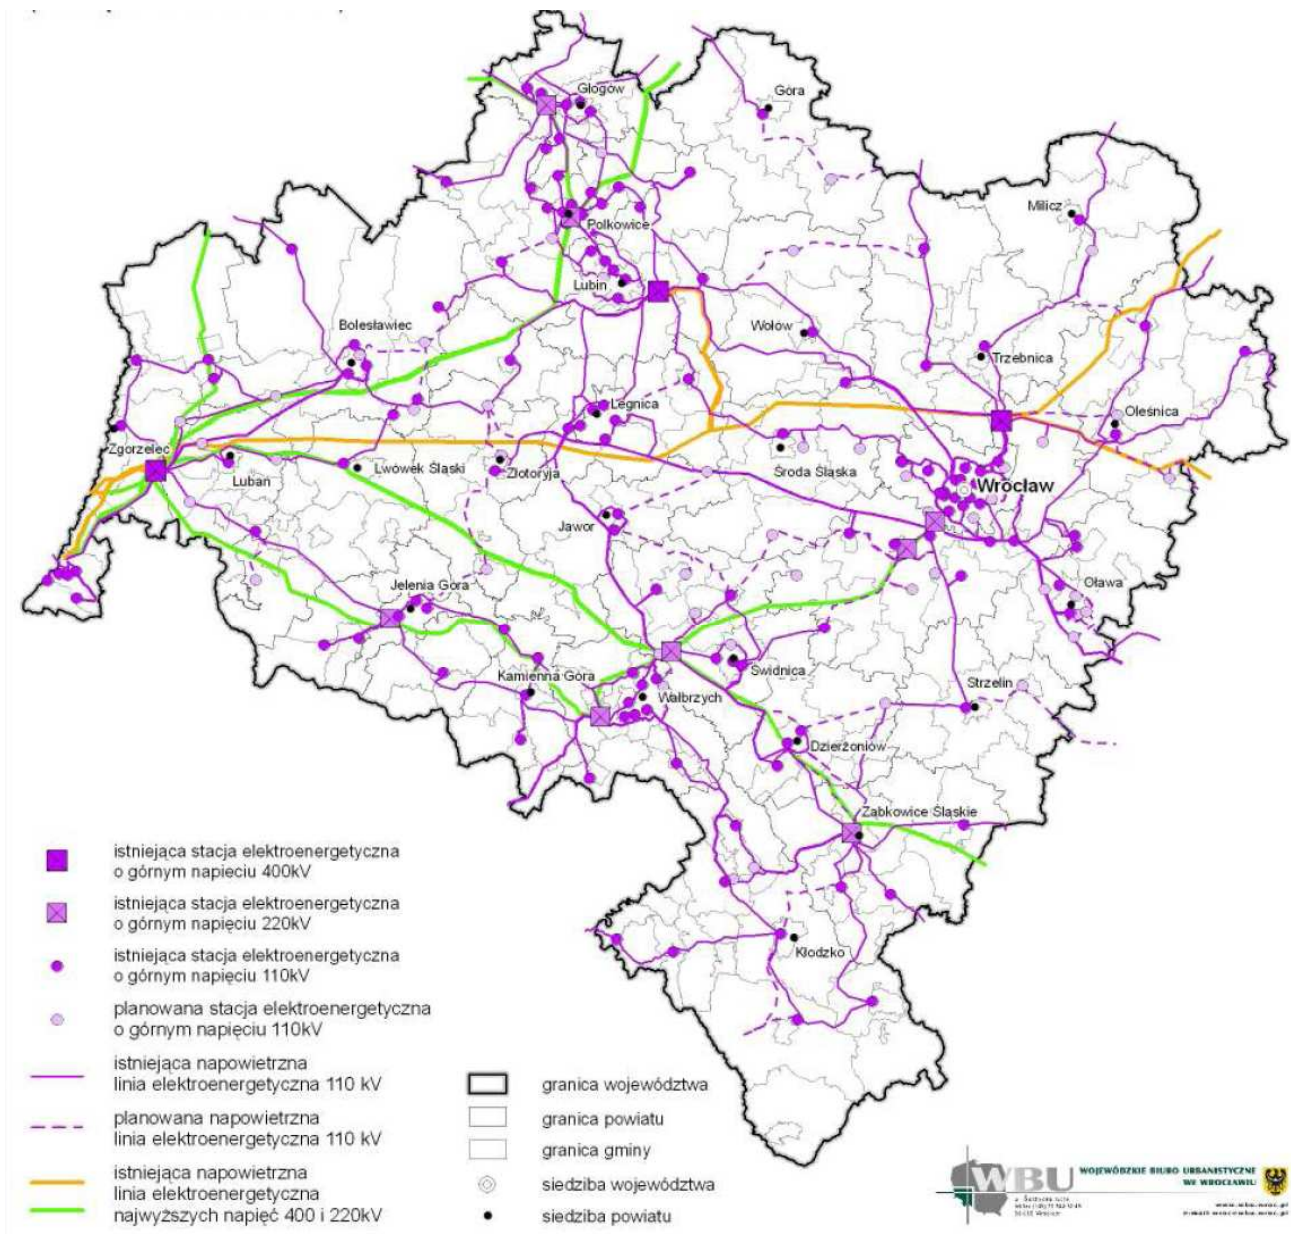 Głogów
Góra
Milicz
Polkowice
Lubin
Bolesławiec
Wołów
Trzebnica
Legnica
Oleśnica
Zgorzelec
Lubań
Lwówek Śląski
Złotoryja
Środa Śląska
Wrocław
Jawor
Jelenia Góra
Oława
Kamienna Góra
Świdnica
Wałbrzych
Strzelin
Dzierżoniów
Ząbkowice Śląskie
Kłodzko
istniejąca stacja elektroenergetyczna
o górnym napięciu 400kV
istniejąca stacja elektroenergetyczna
o górnym napięciu 220kV
istniejąca stacja elektroenergetyczna
o górnym napięciu 110kV
planowana stacja elektroenergetyczna
o górnym napięciu 110kV
istniejąca napowietrzna
linia elektroenergetyczna 110 kV
planowana napowietrzna
linia elektroenergetyczna 110 kV
istniejąca napowietrzna
linia elektroenergetyczna
najwyższych napięć 400 i 220kV
granica województwa
granica powiatu
granica gminy
siedziba województwa
siedziba powiatu
WBU
WOJEWÓDZKIE BIURO URBANISTYCZNE
WE WROCŁAWIU